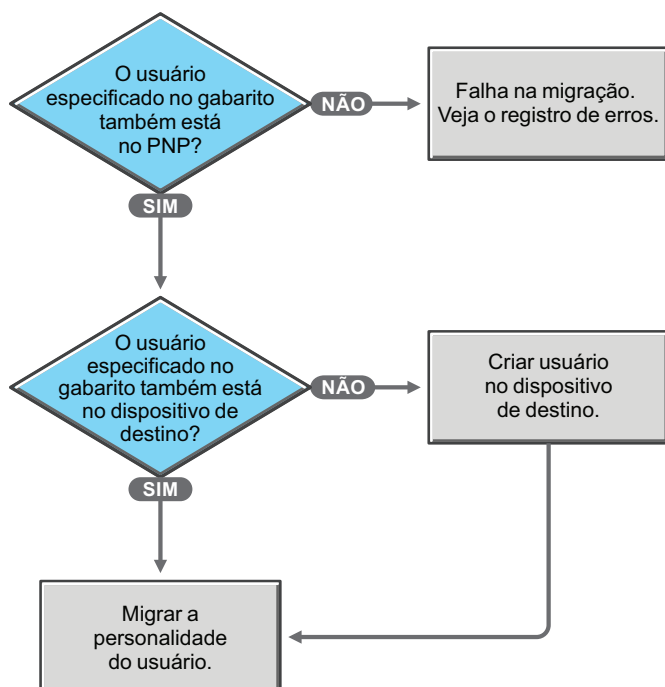 O usuário
especificado no gabarito
também está
no PNP?
NÃO
Falha na migração.
Veja o registro de erros.
SIM
O usuário
especificado no
gabarito também está
no dispositivo de
destino?
NÃO
Criar usuário
no dispositivo
de destino.
SIM
Migrar a
personalidade
do usuário.